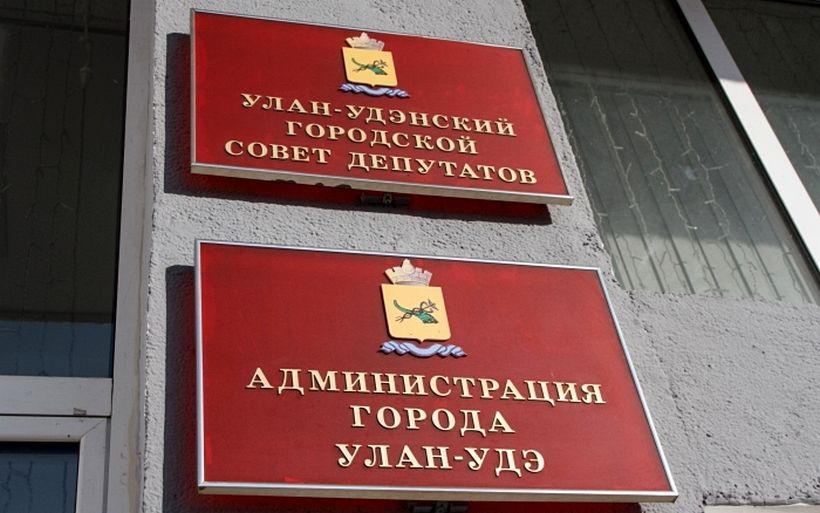 УЛАН-УДЭНСКИЙ
ГОРОДСКОЙ
СОВЕТ ДЕПУТАТОВ
АДМИНИСТРАЦИЯ
ГОРОДА
УЛАН-УДЭ